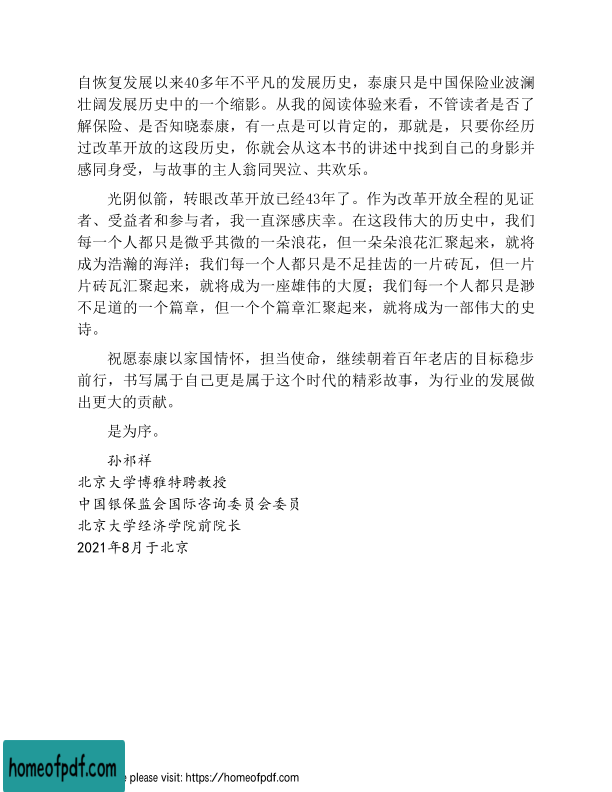 自恢复发展以来40多年不平凡的发展历史，泰康只是中国保险业波澜
壮阔发展历史中的一个缩影。从我的阅读体验来看，不管读者是否了
解保险、是否知晓泰康，有一点是可以肯定的，那就是，只要你经历
过改革开放的这段历史，你就会从这本书的讲述中找到自己的身影并
感同身受，与故事的主人翁同哭泣、共欢乐。
光阴似箭，转眼改革开放已经43年了。作为改革开放全程的见证
者、受益者和参与者，我一直深感庆幸。在这段伟大的历史中，我们
每一个人都只是微乎其微的一朵浪花，但一朵朵浪花汇聚起来，就将
成为浩瀚的海洋；我们每一个人都只是不足挂齿的一片砖瓦，但一片
片砖瓦汇聚起来，就将成为一座雄伟的大厦；我们每一个人都只是渺
不足道的一个篇章，但一个个篇章汇聚起来，就将成为一部伟大的史
诗。
祝愿泰康以家国情怀，担当使命，继续朝着百年老店的目标稳步
前行，书写属于自己更是属于这个时代的精彩故事，为行业的发展做
出更大的贡献。
是为序。
孙祁祥
北京大学博雅特聘教授
中国银保监会国际咨询委员会委员
北京大学经济学院前院长
2021年8月于北京
homeofpdf.com
please visit: https://homeofpdf.com